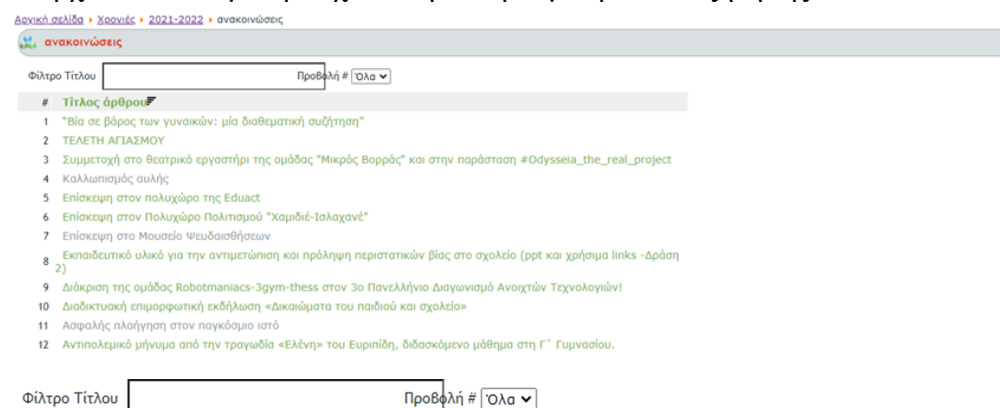 Αρχική σελίδα ▸ Χρονιές ▸ 2021-2022 ▸ ανακοινώσεις
ανακοινώσεις
Φίλτρο Τίτλου Προβολή # Όλα
# Τίτλος άρθρου
1 "Βία σε βάρος των γυναικών: μία διαθεματική συζήτηση"
2 ΤΕΛΕΤΗ ΑΓΙΑΣΜΟΥ
3 Συμμετοχή στο θεατρικό εργαστήρι της ομάδας "Μικρός Βορράς" και στην παράσταση #Odysseia_the_real_project
4 Καλλωπισμός αυλής
5 Επίσκεψη στον πολυχώρο της Eduact
6 Επίσκεψη στον Πολυχώρο Πολιτισμού "Χαμιδιέ-Ισλαχανέ"
7 Επίσκεψη στο Μουσείο Ψευδαισθήσεων
8 Εκπαιδευτικό υλικό για την αντιμετώπιση και πρόληψη περιστατικών βίας στο σχολείο (ppt και χρήσιμα links -Δράση
2)
9 Διάκριση της ομάδας Robotmaniacs-3gym-thess στον 3ο Πανελλήνιο Διαγωνισμό Ανοιχτών Τεχνολογιών!
10 Διαδικτυακή επιμορφωτική εκδήλωση «Δικαιώματα του παιδιού και σχολείο»
11 Ασφαλής πλοήγηση στον παγκόσμιο ιστό
12 Αντιπολεμικό μήνυμα από την τραγωδία «Ελένη» του Ευριπίδη, διδασκόμενο μάθημα στη Γ΄ Γυμνασίου.
Φίλτρο Τίτλου Προβολή # Όλα